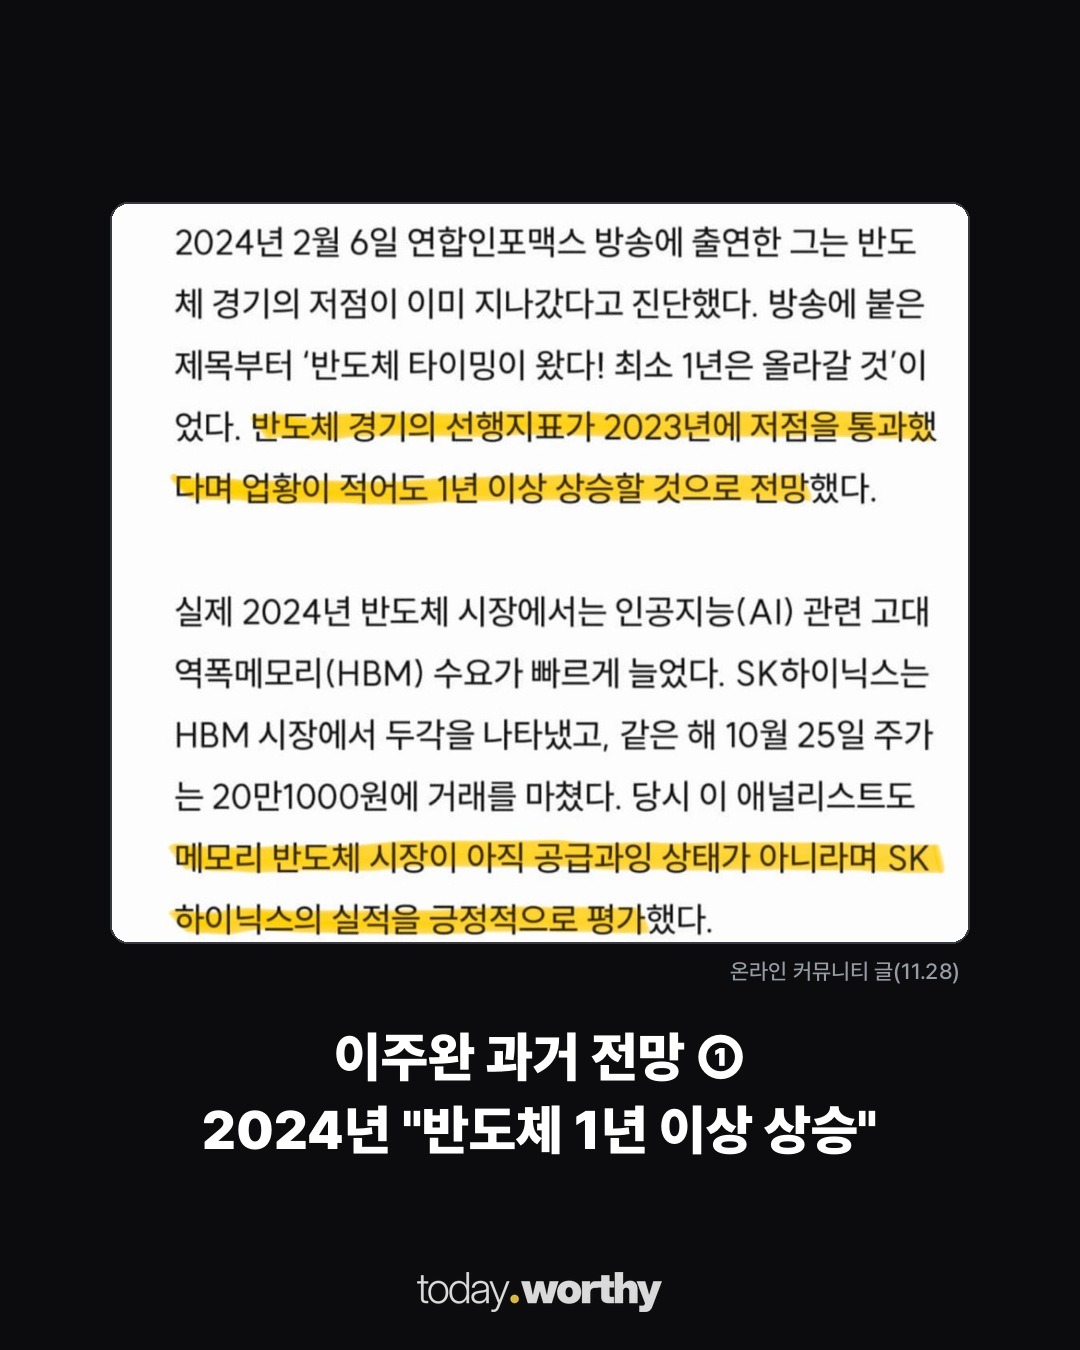 2024년 2월 6일 연합인포맥스 방송에 출연한 그는 반도
체 경기의 저점이 이미 지나갔다고 진단했다. 방송에 붙은
제목부터 ‘반도체 타이밍이 왔다! 최소 1년은 올라갈 것’이
었다. 반도체 경기의 선행지표가 2023년에 저점을 통과했
다며 업황이 적어도 1년 이상 상승할 것으로 전망했다.
실제 2024년 반도체 시장에서는 인공지능(AI) 관련 고대
역폭메모리(HBM) 수요가 빠르게 늘었다. SK하이닉스는
HBM 시장에서 두각을 나타냈고, 같은 해 10월 25일 주가
는 20만1000원에 거래를 마쳤다. 당시 이 애널리스트도
메모리 반도체 시장이 아직 공급과잉 상태가 아니라며 SK
하이닉스의 실적을 긍정적으로 평가했다.
온라인 커뮤니티 글(11.28)
이주완 과거 전망 ①
2024년 "반도체 1년 이상 상승"
today.worthy